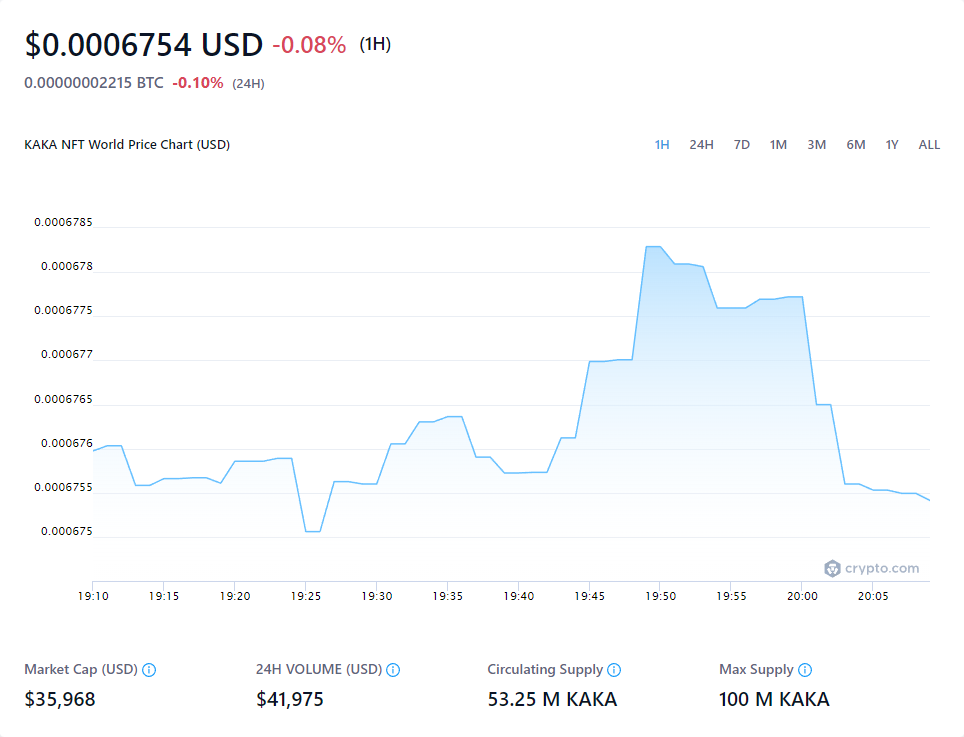 $0.0006754 USD -0.08% (1H)
0.00000002215 BTC -0.10% (24H)
KAKA NFT World Price Chart (USD) 1H 24H 7D 1M 3M 6M 1Y ALL
0.0006785
0.000678
0.0006775
0.000677
0.0006765
0.000676
0.0006755
0.000675
crypto.com
19:10 19:15 19:20 19:25 19:30 19:35 19:40 19:45 19:50 19:55 20:00 20:05
Market Cap (USD) 24H VOLUME (USD) Circulating Supply Max Supply
$35,968 $41,975 53.25 M KAKA 100 M KAKA